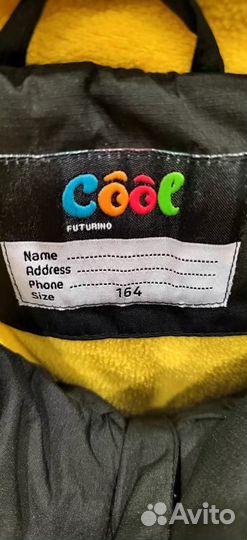 Cool
FUTURINO
Name
Address
Phone
Size 164
Avito